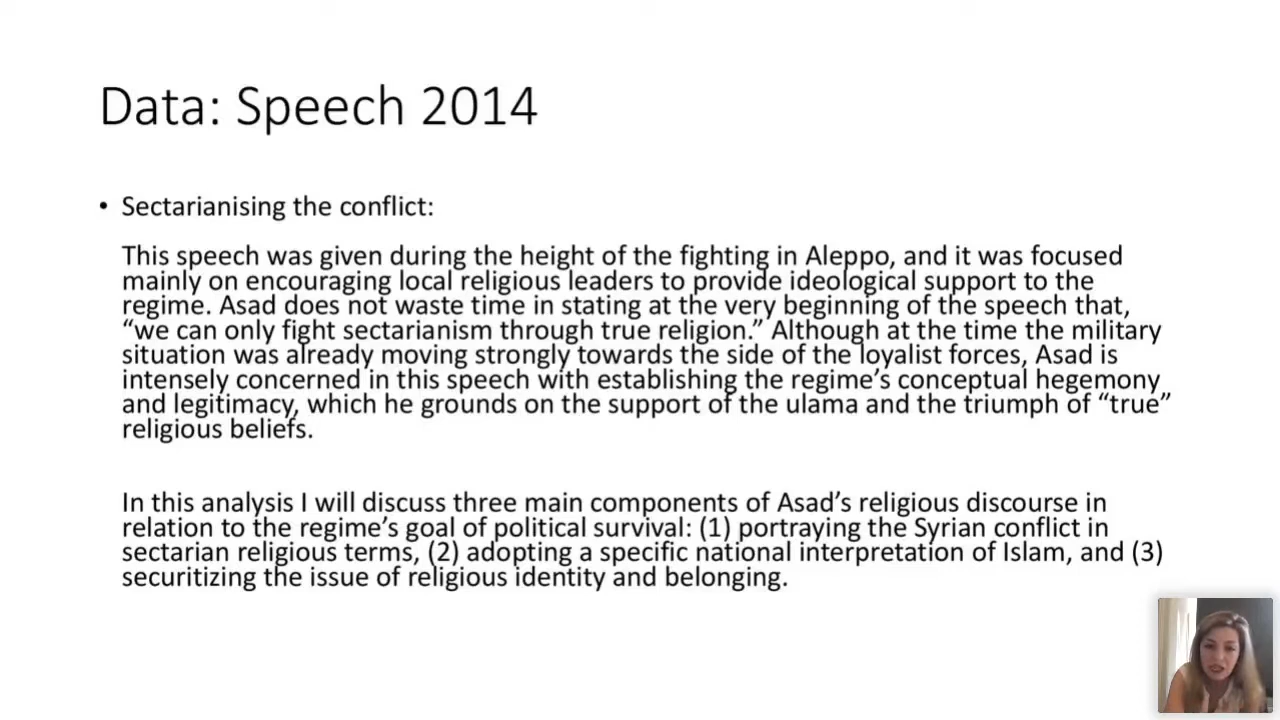 Data: Speech 2014
• Sectarianising the conflict:
This speech was given during the height of the fighting in Aleppo, and it was focused
mainly on encouraging local religious leaders to provide ideological support to the
regime. Asad does not waste time in stating at the very beginning of the speech that,
“we can only fight sectarianism through true religion.” Although at the time the military
situation was already moving strongly towards the side of the loyalist forces, Asad is
intensely concerned in this speech with establishing the regime’s conceptual hegemony
and legitimacy, which he grounds on the support of the ulama and the triumph of “true”
religious beliefs.
In this analysis I will discuss three main components of Asad’s religious discourse in
relation to the regime’s goal of political survival: (1) portraying the Syrian conflict in
sectarian religious terms, (2) adopting a specific national interpretation of Islam, and (3)
securitizing the issue of religious identity and belonging.